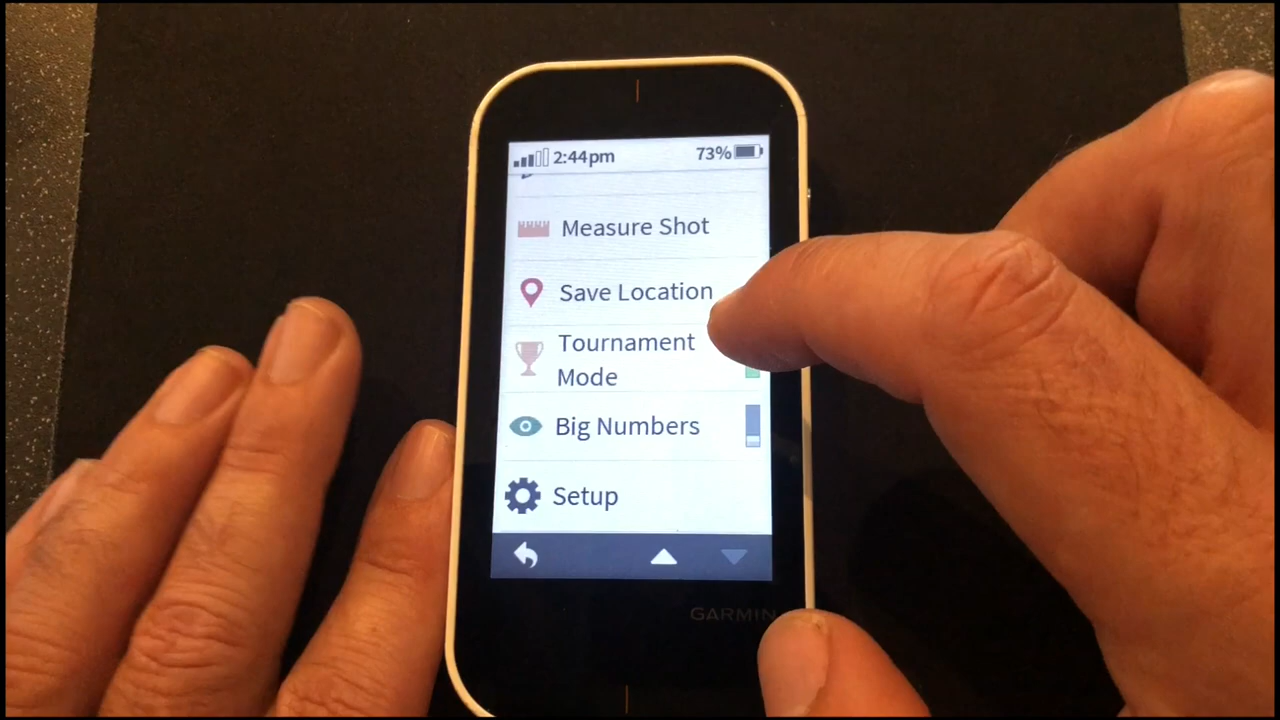 2:44pm 73%
Measure Shot
Save Location
Tournament
Mode
Big Numbers
Setup
GARMIN